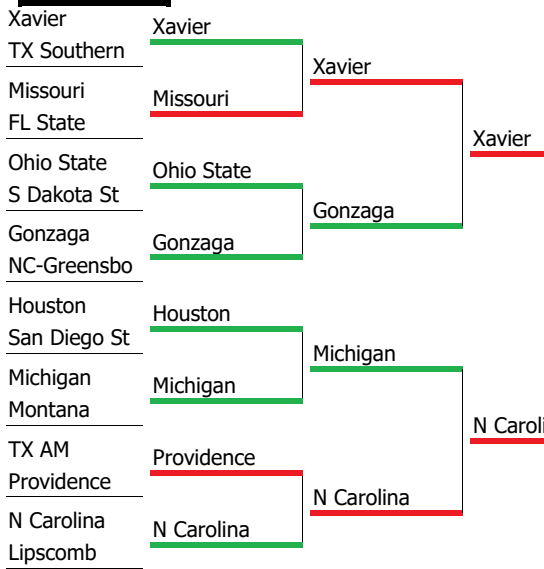 Xavier
TX Southern
Missouri
FL State
Ohio State
S Dakota St
Gonzaga
NC-Greensbo
Houston
San Diego St
Michigan
Montana
TX AM
Providence
N Carolina
Lipscomb
Xavier
Missouri
Ohio State
Gonzaga
Houston
Michigan
Providence
N Carolina
Xavier
Gonzaga
Michigan
N Carolina
Xavier
N Caroli